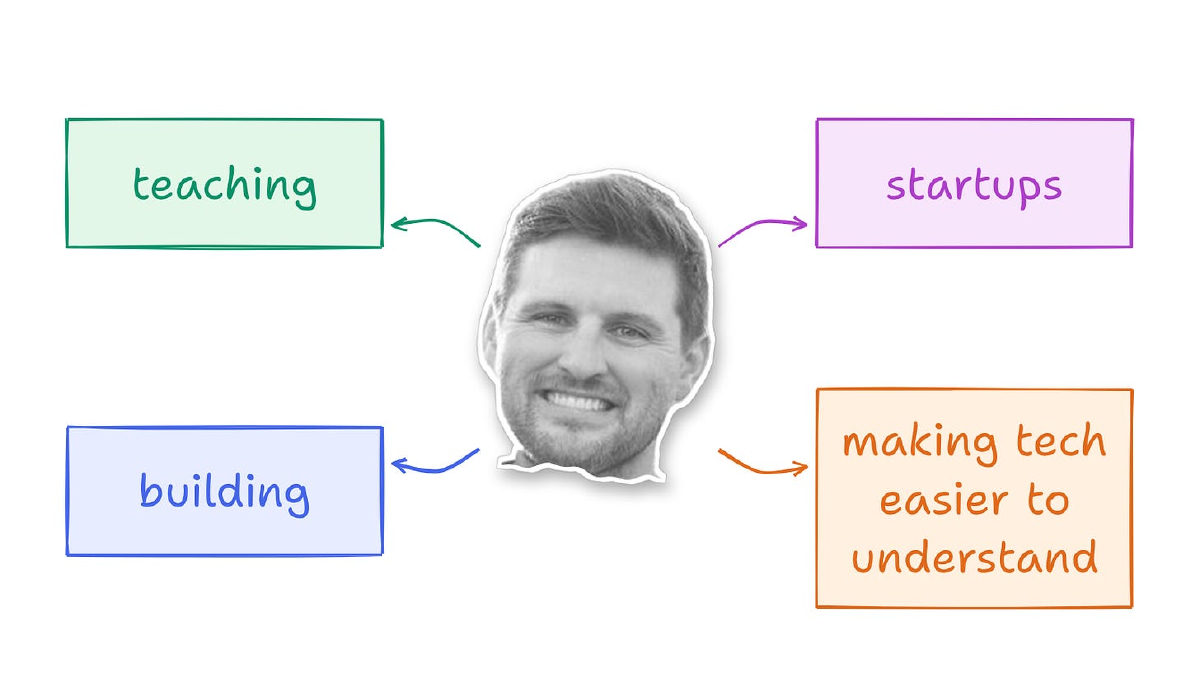 teaching
startups
building
making tech
easier to
understand